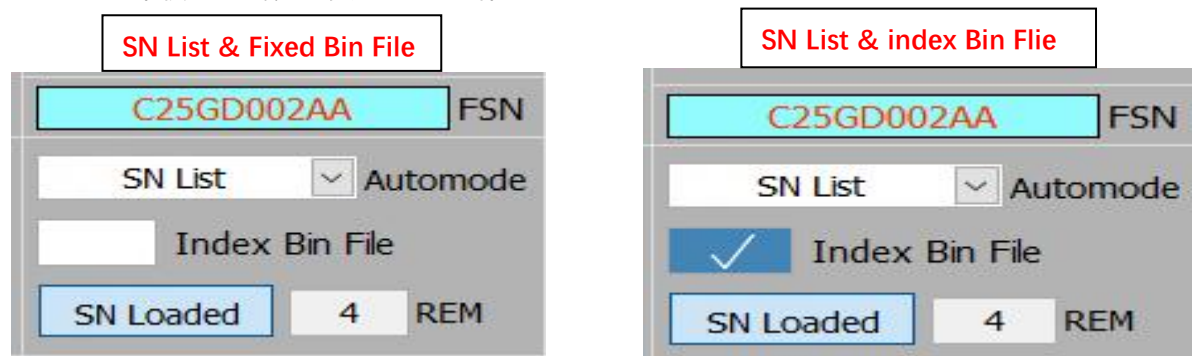 SN List & Fixed Bin File
C25GD002AA FSN
SN List Automode
Index Bin File
SN Loaded 4 REM
SN List & index Bin Flie
C25GD002AA FSN
SN List Automode
Index Bin File
SN Loaded 4 REM